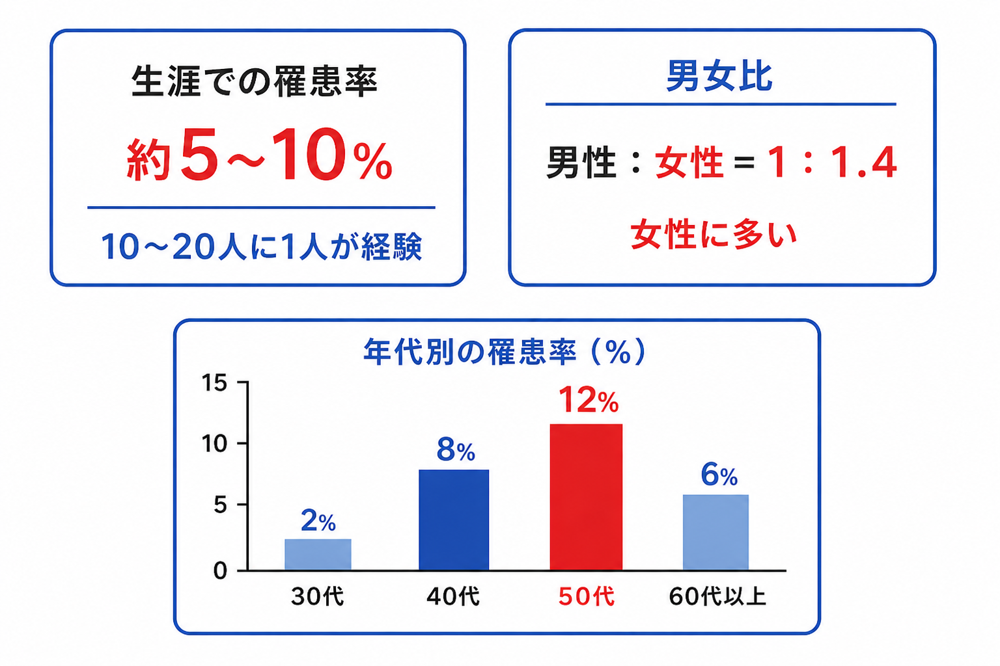 生涯での罹患率
約5〜10%
10〜20人に1人が経験
男女比
男性：女性＝1：1.4
女性に多い
年代別の罹患率（%）
15
10
5
0
2%
8%
12%
6%
30代
40代
50代
60代以上